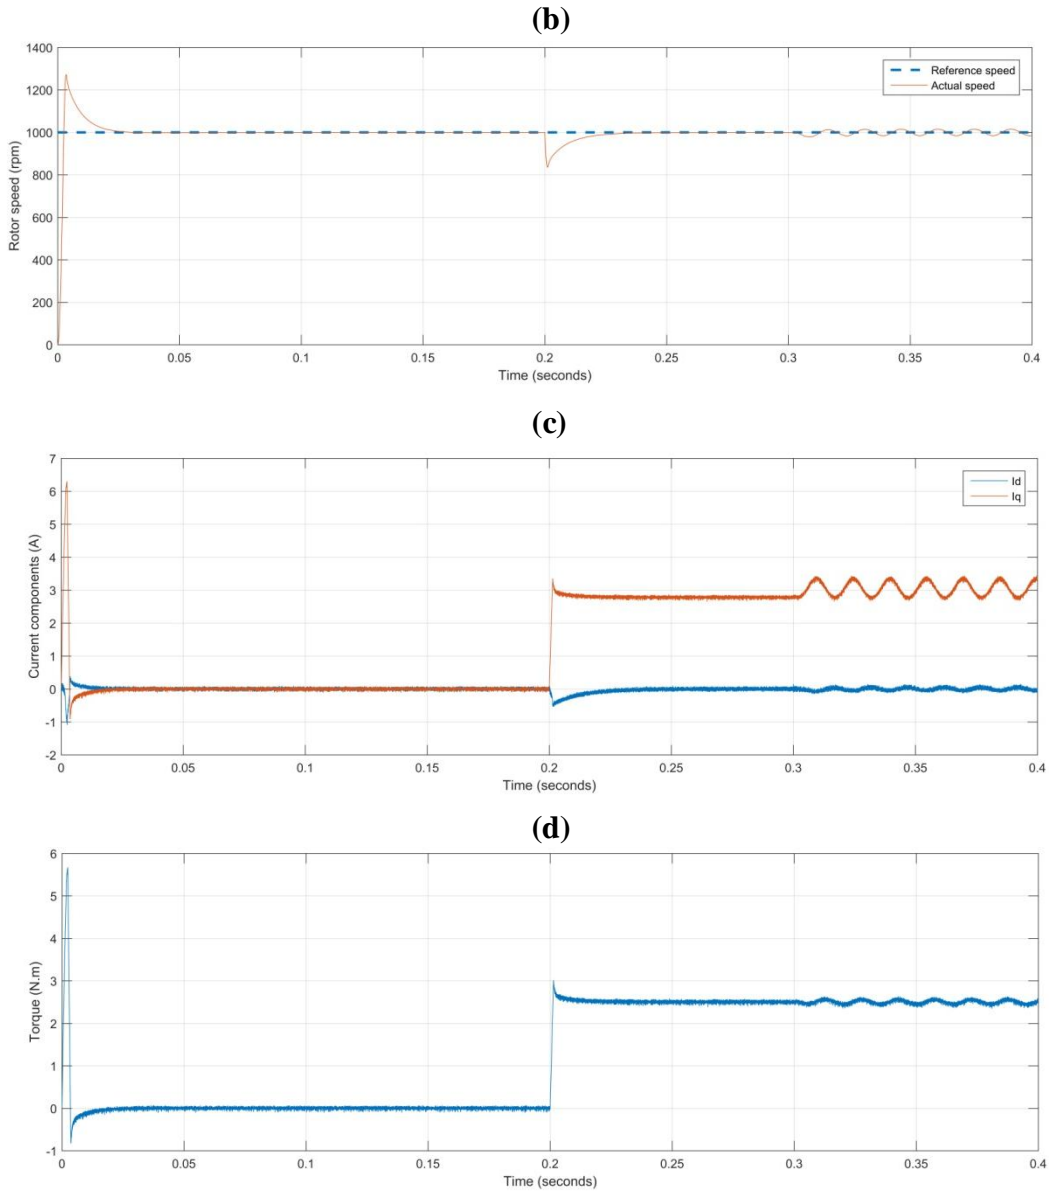 (b)
1400
1200
1000
800
600
400
200
0
Rotor speed (rpm)
Reference speed
Actual speed
0 0.05 0.1 0.15 0.2 0.25 0.3 0.35 0.4
Time (seconds)
(c)
7
6
5
4
3
2
1
0
-1
-2
Current components (A)
Id
Iq
0 0.05 0.1 0.15 0.2 0.25 0.3 0.35 0.4
Time (seconds)
(d)
6
5
4
3
2
1
0
-1
Torque (N.m)
0 0.05 0.1 0.15 0.2 0.25 0.3 0.35 0.4
Time (seconds)